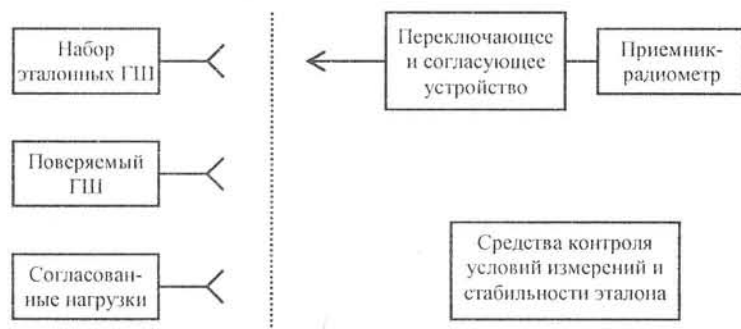 Набор
эталонных ГШ
Поверяемый
ГШ
Согласован-
ные нагрузки
Переключающее
и согласующее
устройство
Приемник-
радиометр
Средства контроля
условий измерений и
стабильности эталона